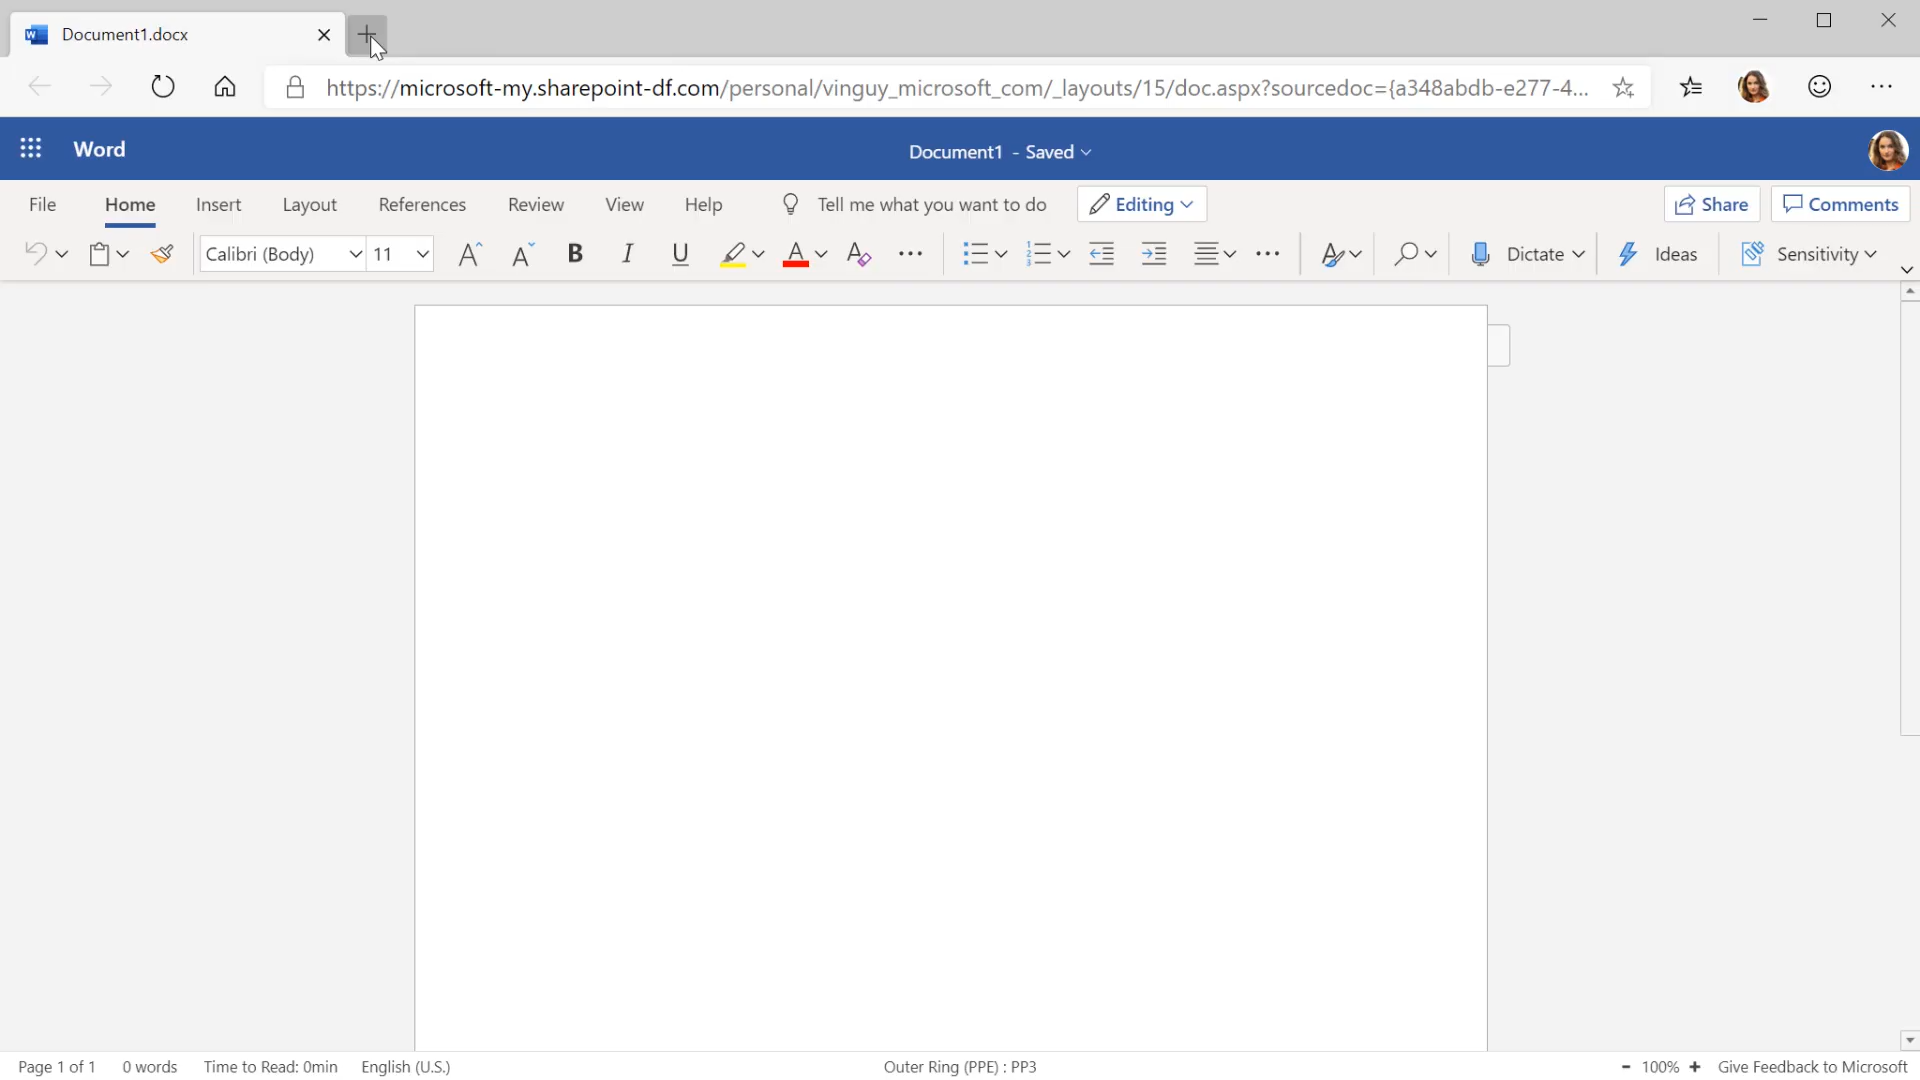 Document1.docx
https://microsoft-my.sharepoint-df.com/personal/vinguy_microsoft_com/_layouts/15/doc.aspx?sourcedoc={a348abdb-e277-4...
Word
Document1 - Saved
File Home Insert Layout References Review View Help Tell me what you want to do Editing Share Comments
Calibri (Body) 11 B I U Dictate Ideas Sensitivity
Page 1 of 1 0 words Time to Read: 0min English (U.S.) Outer Ring (PPE) : PP3 - 100% + Give Feedback to Microsoft